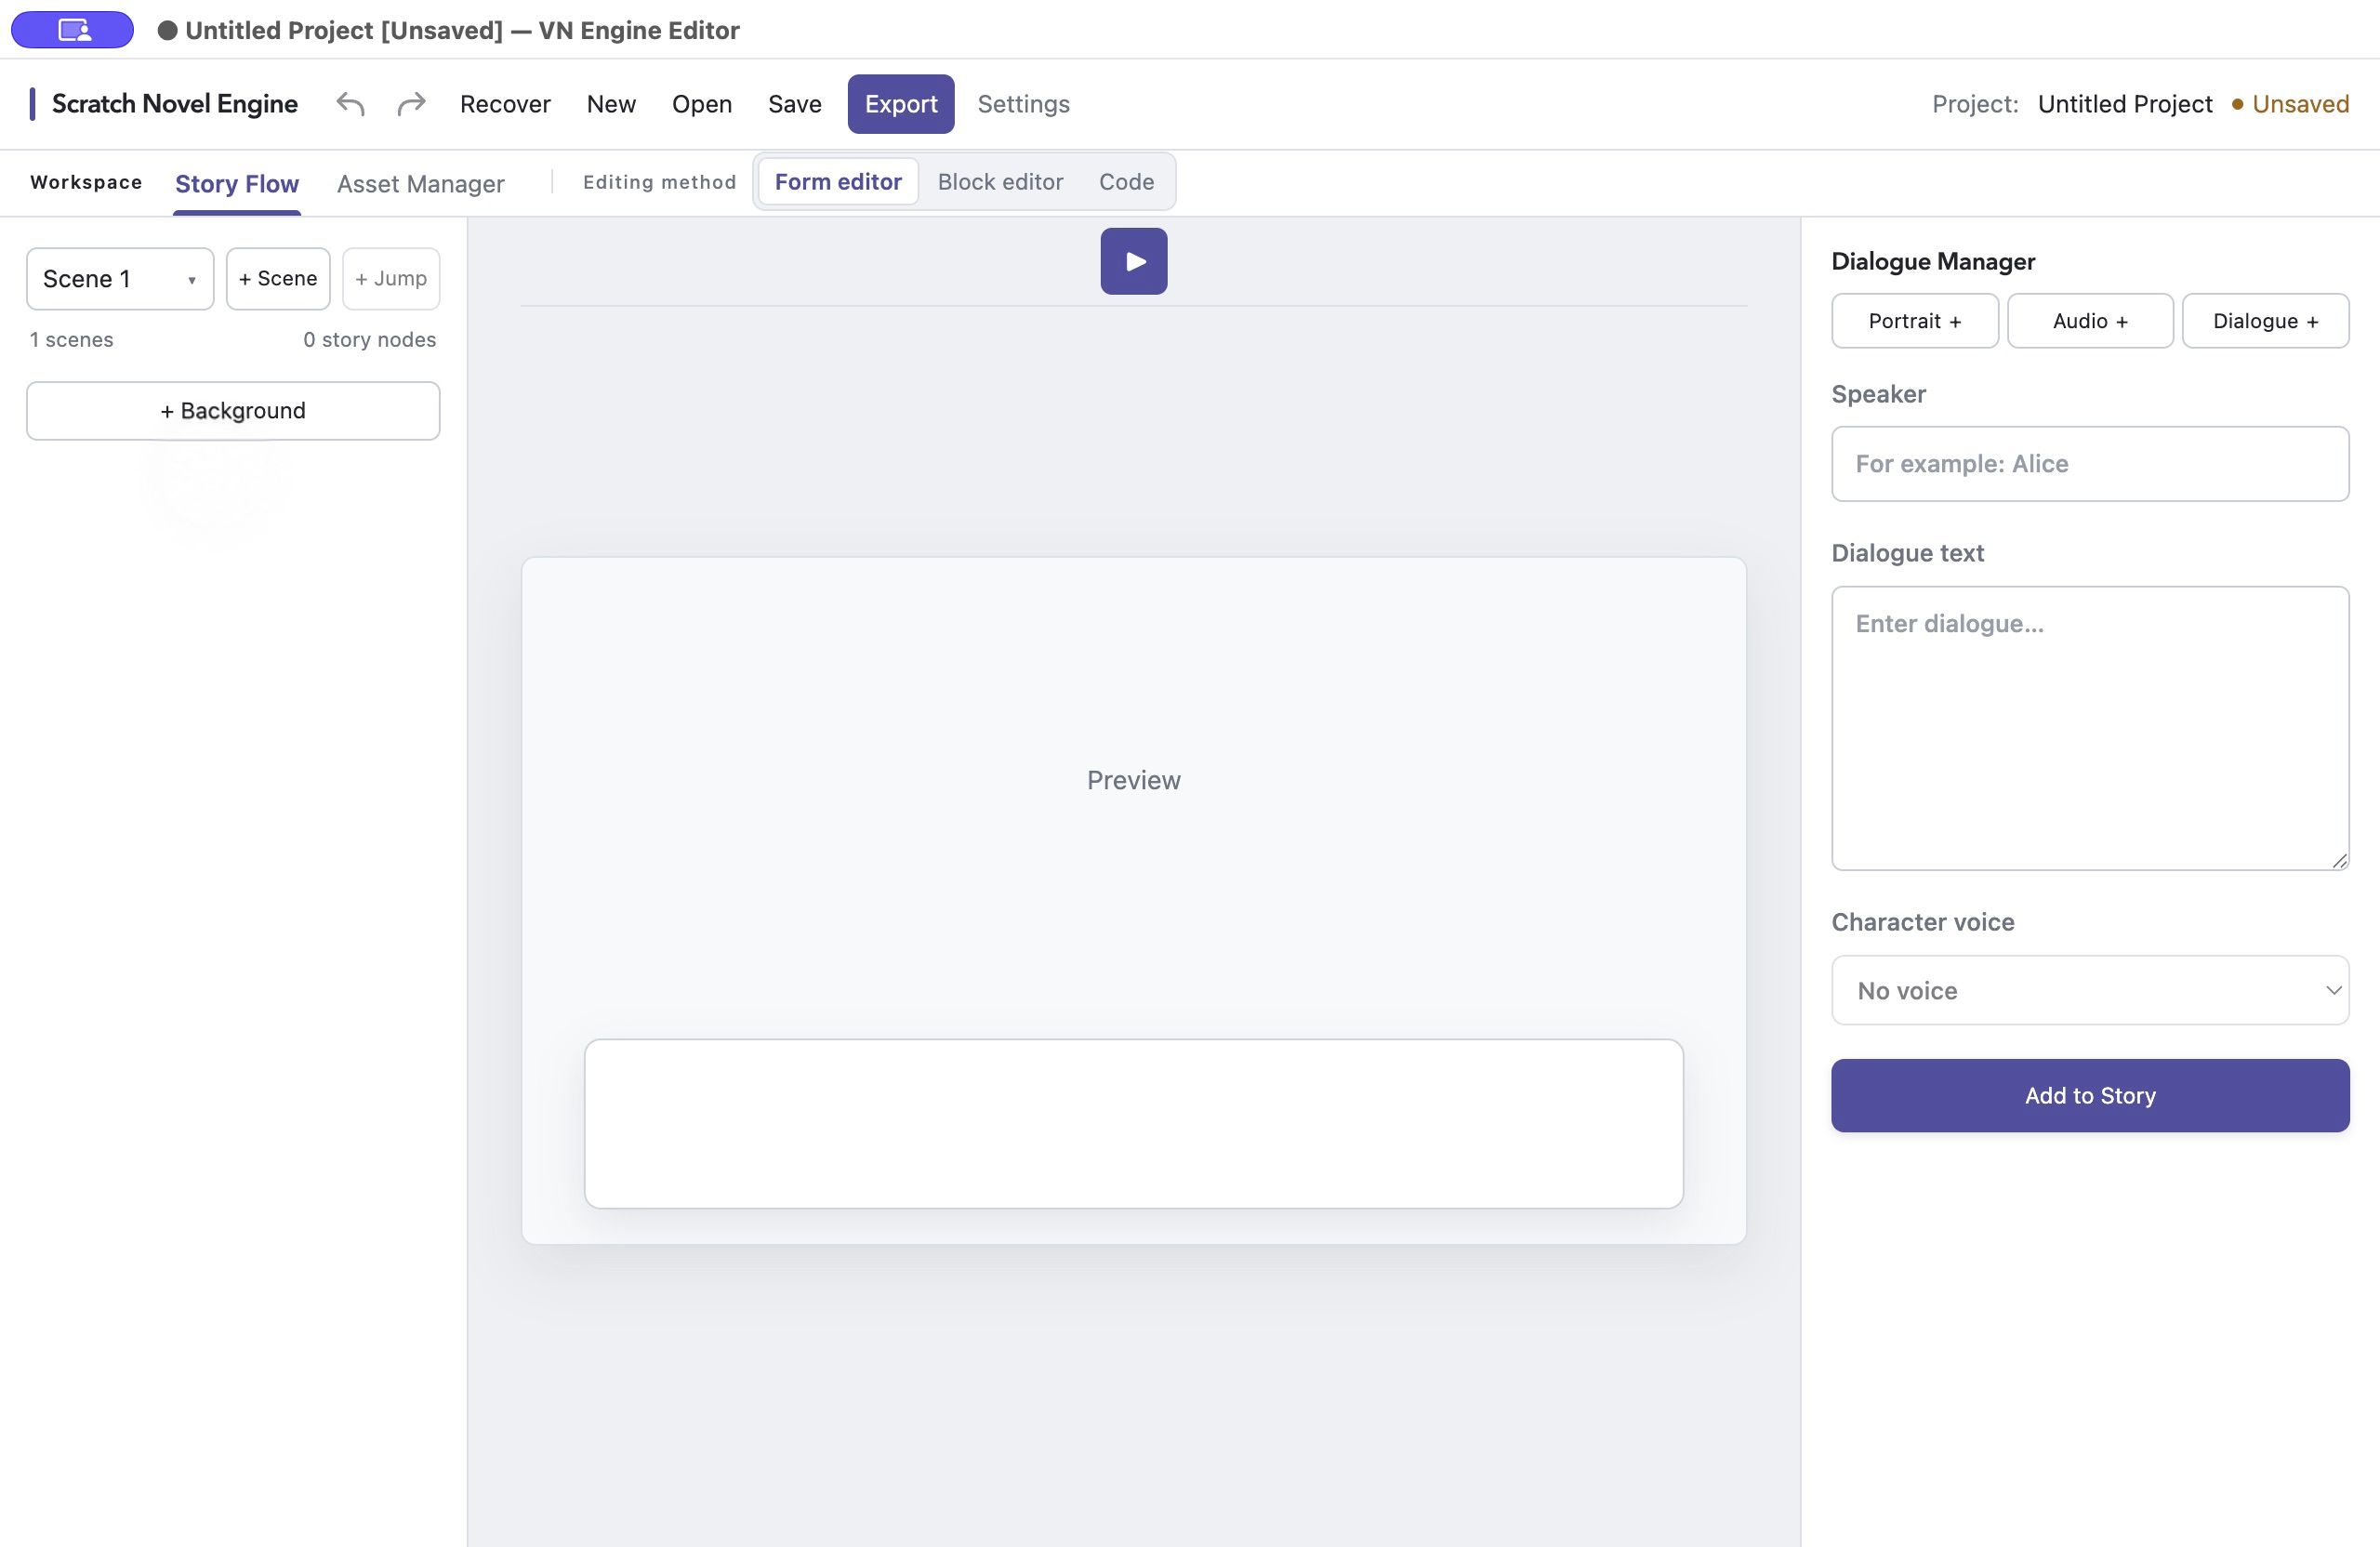 Untitled Project [Unsaved] — VN Engine Editor
Scratch Novel Engine Recover New Open Save Export Settings Project: Untitled Project • Unsaved
Workspace Story Flow Asset Manager Editing method Form editor Block editor Code
Scene 1 + Scene + Jump
1 scenes 0 story nodes
+ Background
Preview
Dialogue Manager
Portrait + Audio + Dialogue +
Speaker
For example: Alice
Dialogue text
Enter dialogue...
Character voice
No voice
Add to Story